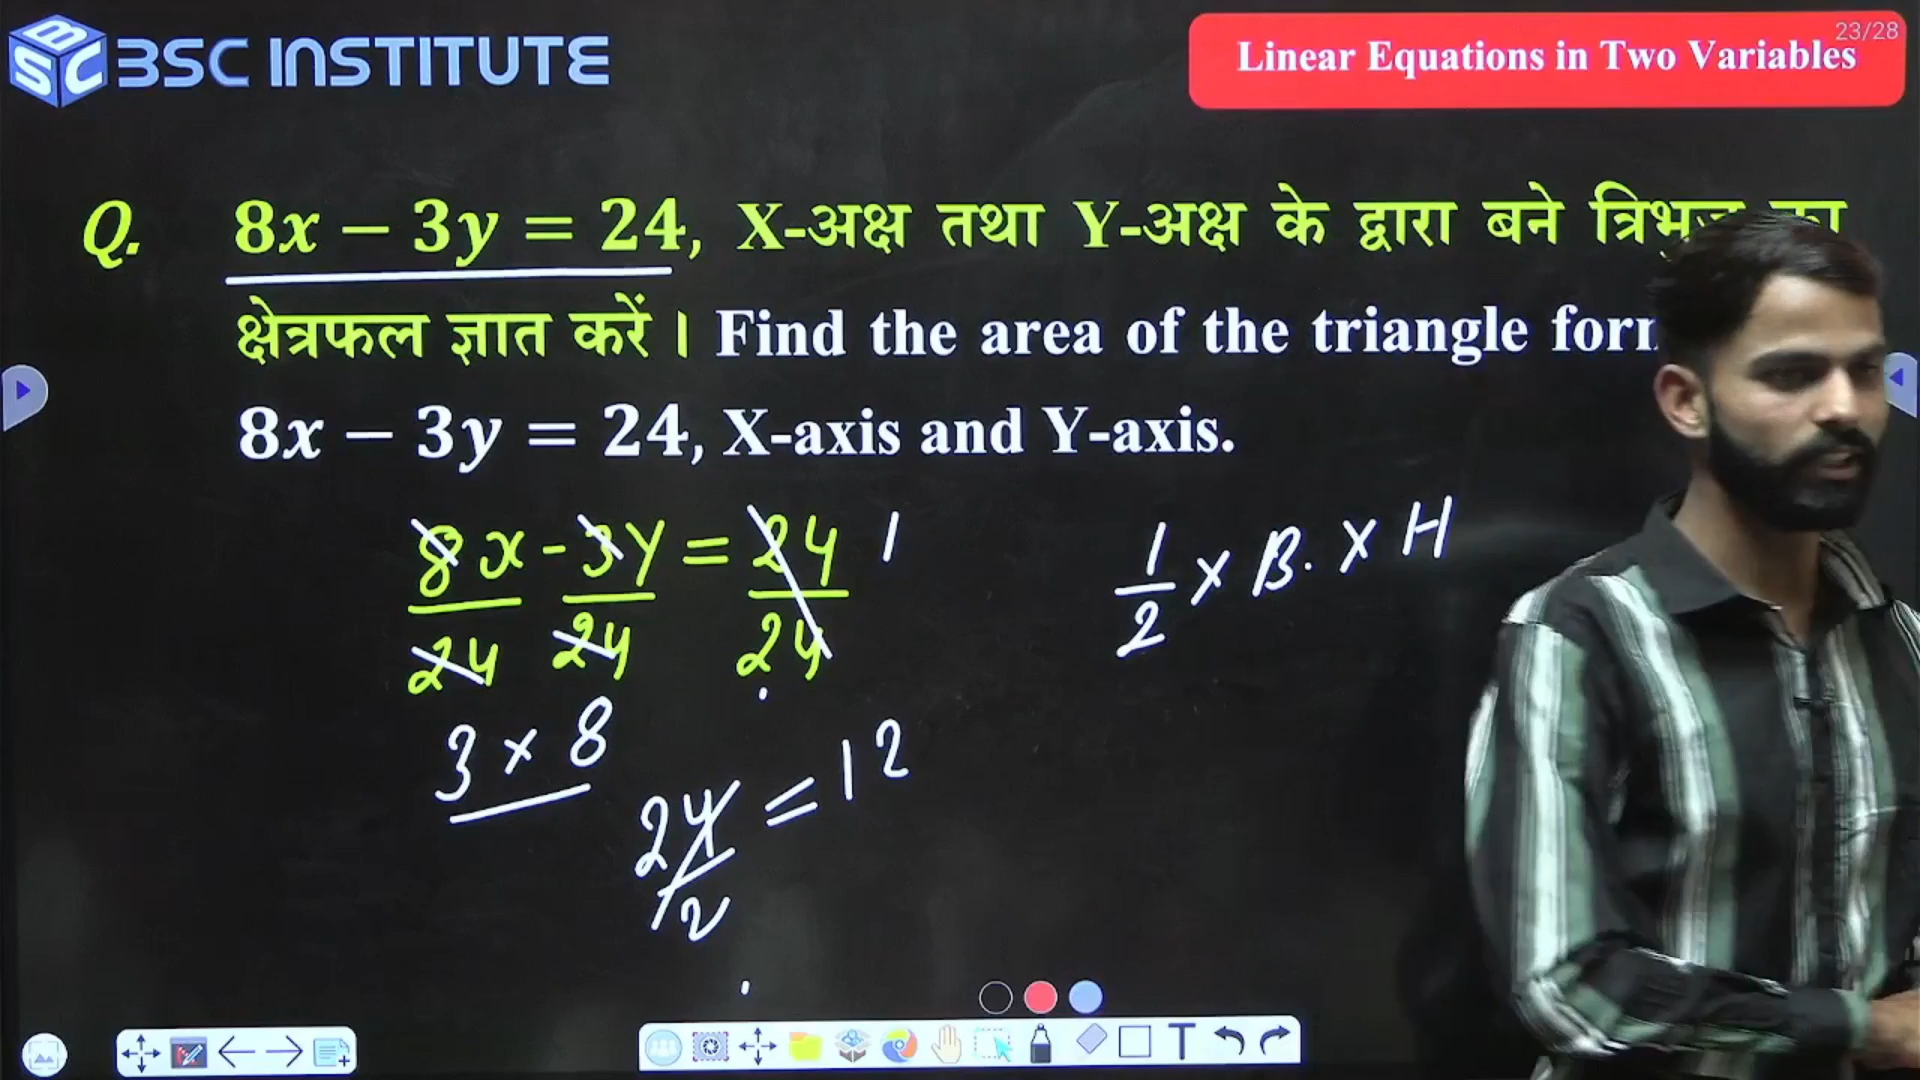 BSC INSTITUTE
23/28
Linear Equations in Two Variables
Q. 8x − 3y = 24, X-अक्ष तथा Y-अक्ष के द्वारा बने
क्षेत्रफल ज्ञात करें। Find the area of the triangle
8x − 3y = 24, X-axis and Y-axis.
8x - 3y = 24 1
24 24 24
1/2 × B. × H
3 × 8
24/2 = 12
T